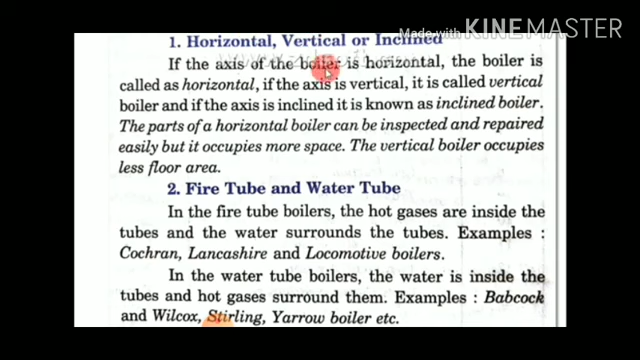 Made with KINEMASTER
1. Horizontal, Vertical or Inclined
If the axis of the boiler is horizontal, the boiler is
called as horizontal, if the axis is vertical, it is called vertical
boiler and if the axis is inclined it is known as inclined boiler.
The parts of a horizontal boiler can be inspected and repaired
easily but it occupies more space. The vertical boiler occupies
less floor area.
2. Fire Tube and Water Tube
In the fire tube boilers, the hot gases are inside the
tubes and the water surrounds the tubes. Examples :
Cochran, Lancashire and Locomotive boilers.
In the water tube boilers, the water is inside the
tubes and hot gases surround them. Examples : Babcock
and Wilcox, Stirling, Yarrow boiler etc.